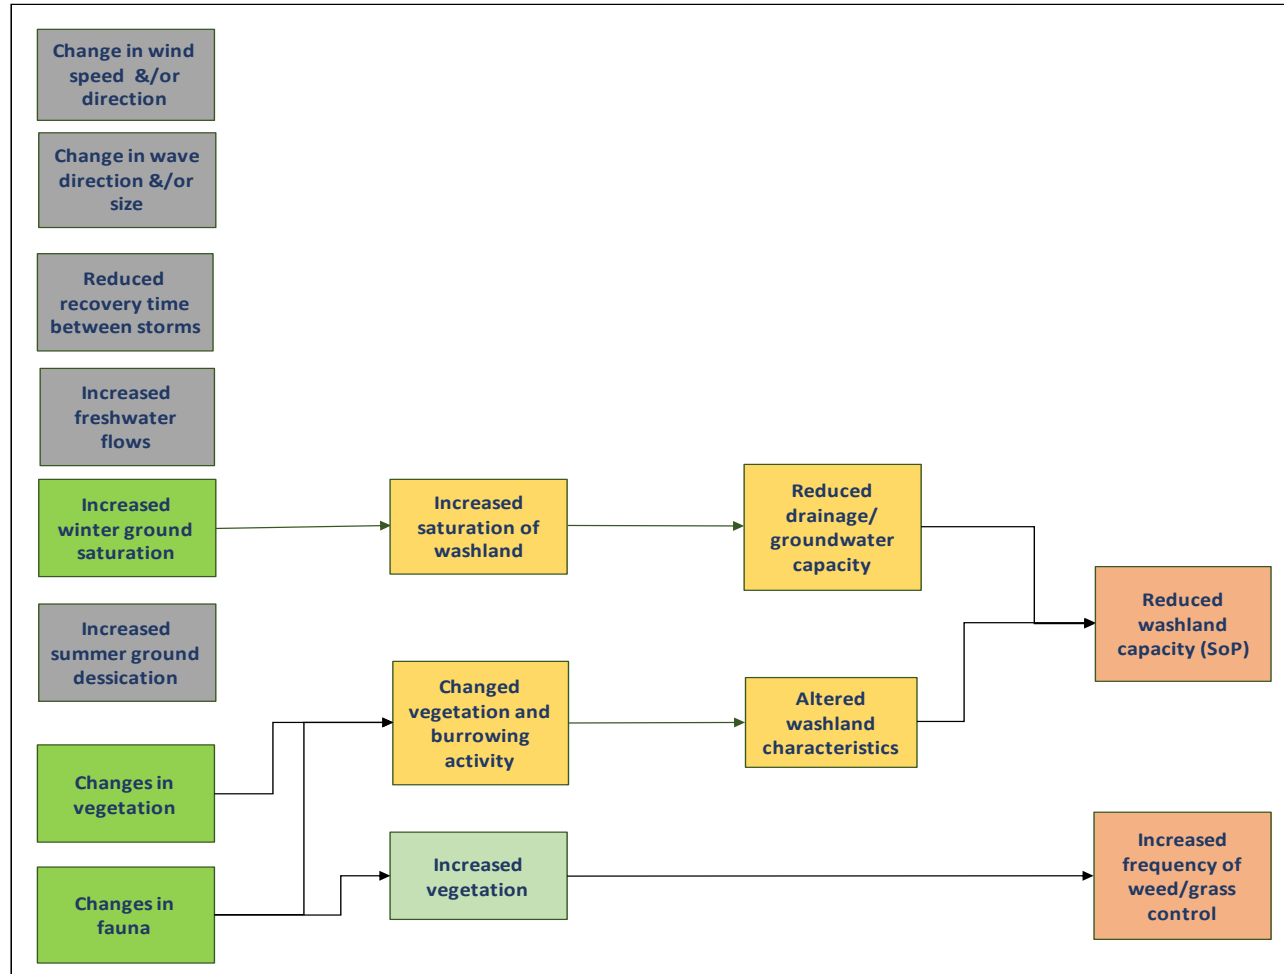 Change in wind
speed &/or
direction
Change in wave
direction &/or
size
Reduced
recovery time
between storms
Increased
freshwater
flows
Increased
winter ground
saturation
Increased
saturation of
washland
Reduced
drainage/
groundwater
capacity
Reduced
washland
capacity (SoP)
Increased
summer ground
dessication
Changed
vegetation and
burrowing
activity
Altered
washland
characteristics
Changes in
vegetation
Increased
vegetation
Increased
frequency of
weed/grass
control
Changes in
fauna